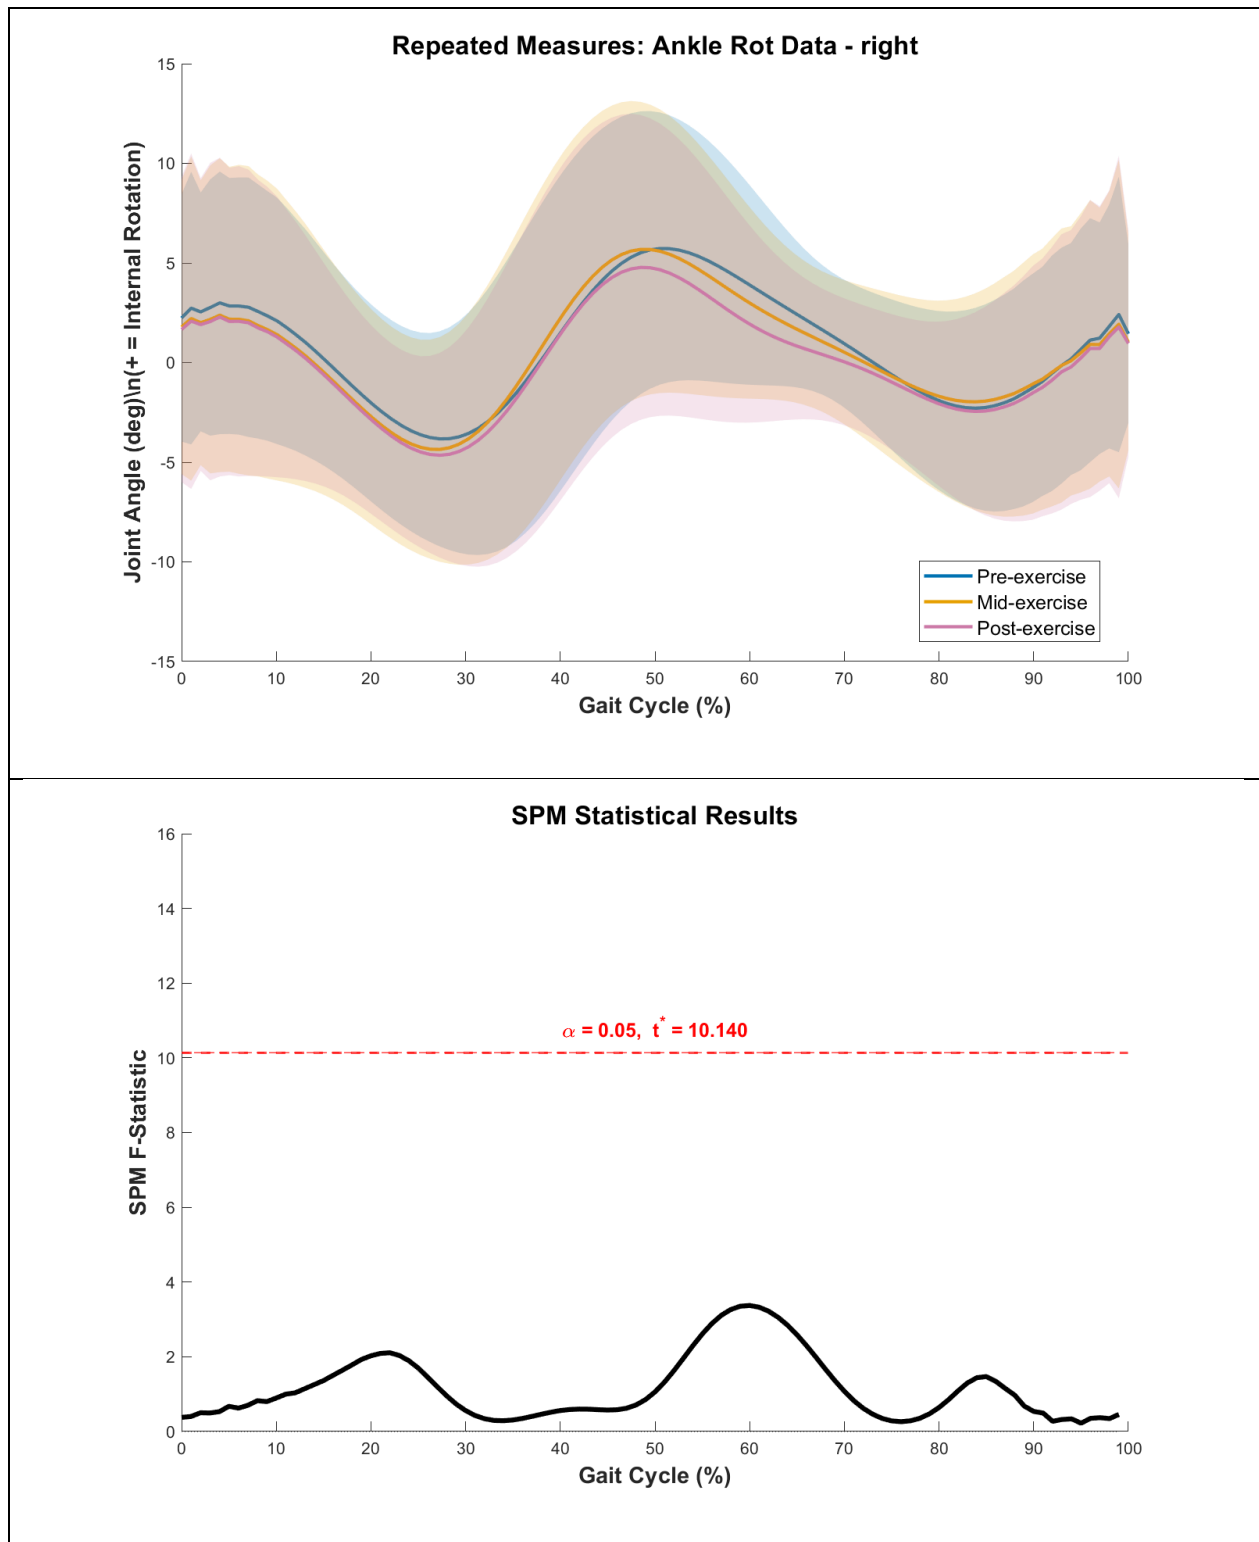 Repeated Measures: Ankle Rot Data - right
Joint Angle (deg)\n(+ = Internal Rotation)
15
10
5
0
-5
-10
-15
Pre-exercise
Mid-exercise
Post-exercise
0 10 20 30 40 50 60 70 80 90 100
Gait Cycle (%)
SPM Statistical Results
SPM F-Statistic
16
14
12
10
8
6
4
2
0
α = 0.05, t* = 10.140
0 10 20 30 40 50 60 70 80 90 100
Gait Cycle (%)